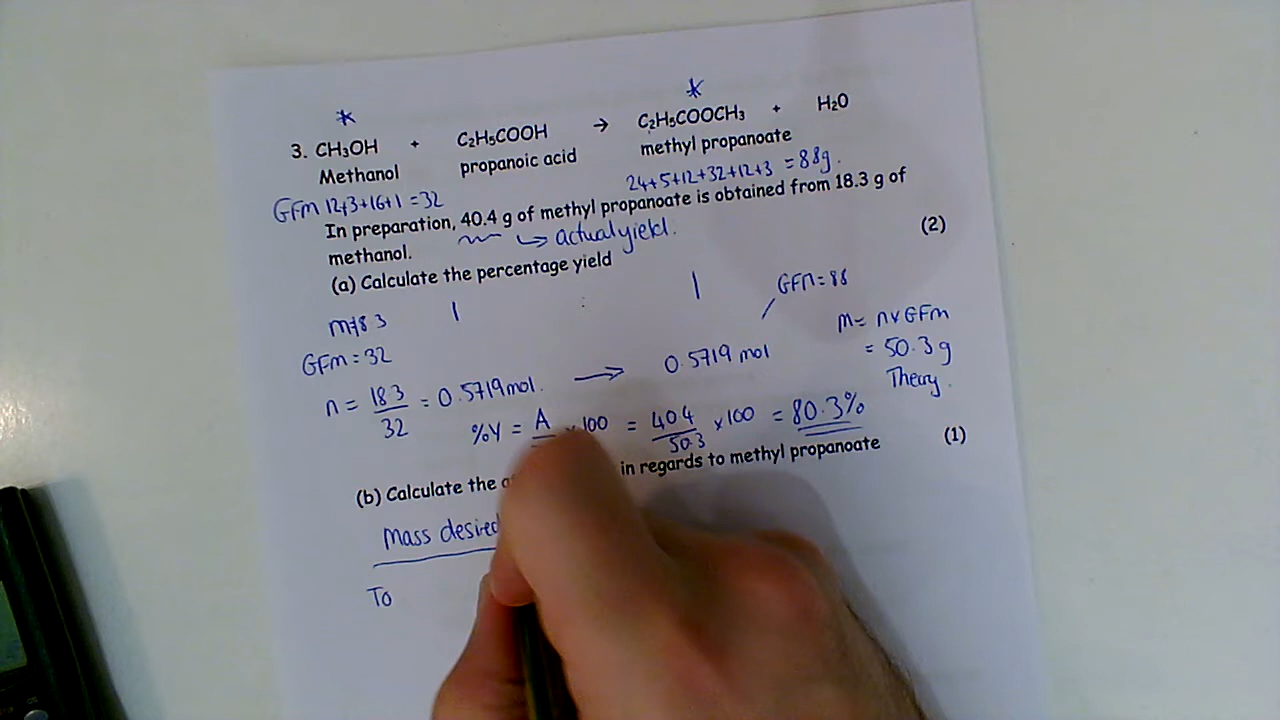 * *
3. CH3OH + C2H5COOH → C2H5COOCH3 + H2O
Methanol propanoic acid methyl propanoate
GFM 12+3+16+1 = 32 24+5+12+32+12+3 = 88g.
In preparation, 40.4 g of methyl propanoate is obtained from 18.3 g of
methanol. ↳ actual yield. (2)
(a) Calculate the percentage yield
1 1 GFM = 88
m=18.3 m = n x GFM
GFM = 32 = 50.3 g
0.5719 mol Theory.
n = 18.3 / 32 = 0.5719 mol. →
%Y = A x 100 = 40.4 / 50.3 x 100 = 80.3%
(b) Calculate the in regards to methyl propanoate (1)
Mass desired
To